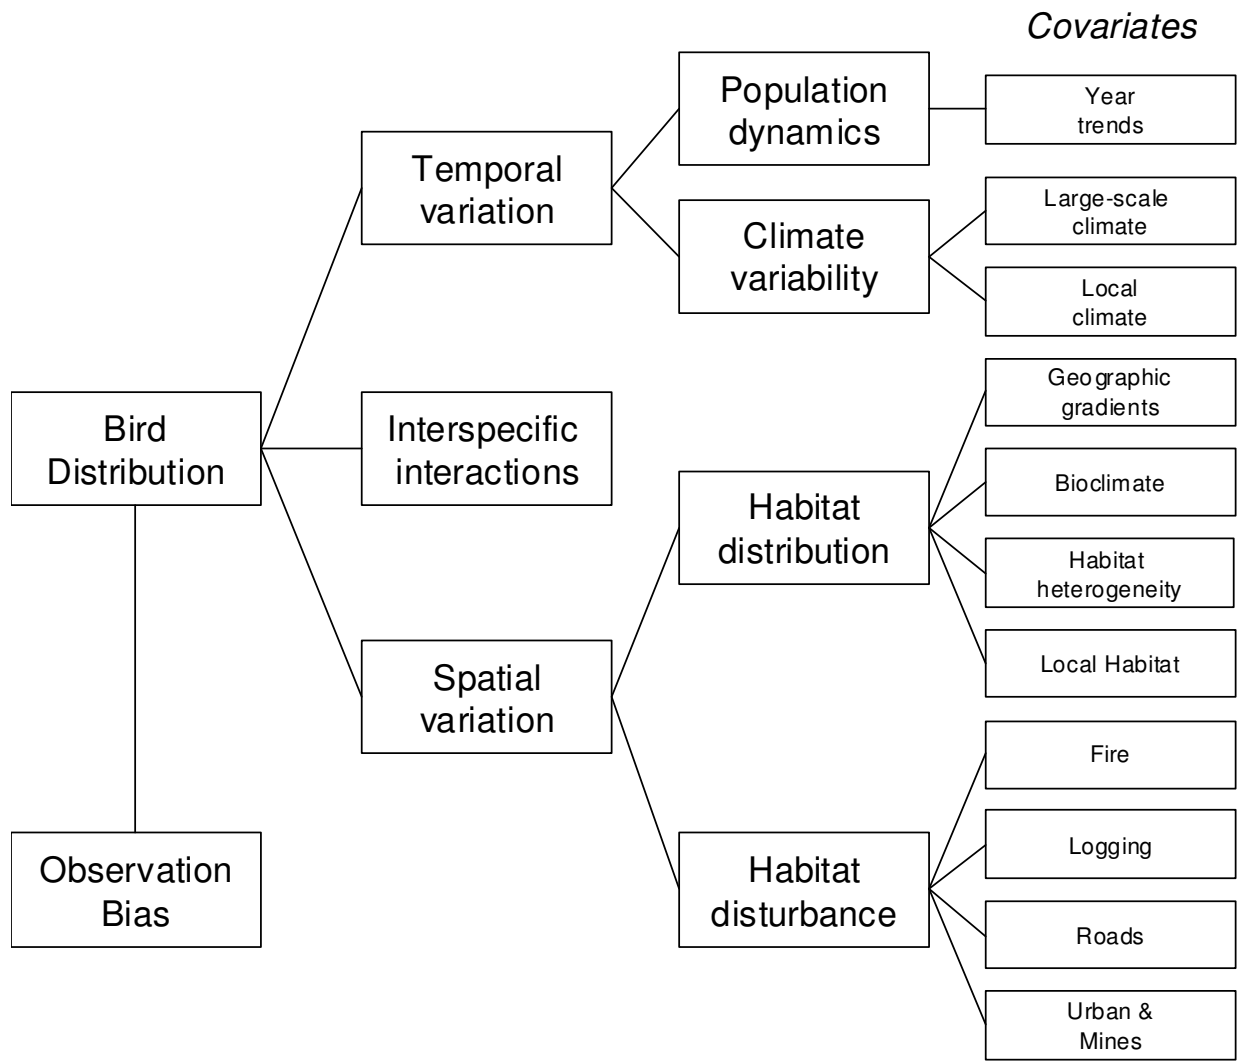 Covariates
Population
dynamics
Year
trends
Temporal
variation
Climate
variability
Large-scale
climate
Local
climate
Bird
Distribution
Interspecific
interactions
Habitat
distribution
Geographic
gradients
Bioclimate
Habitat
heterogeneity
Local Habitat
Spatial
variation
Habitat
disturbance
Fire
Logging
Roads
Urban &
Mines
Observation
Bias